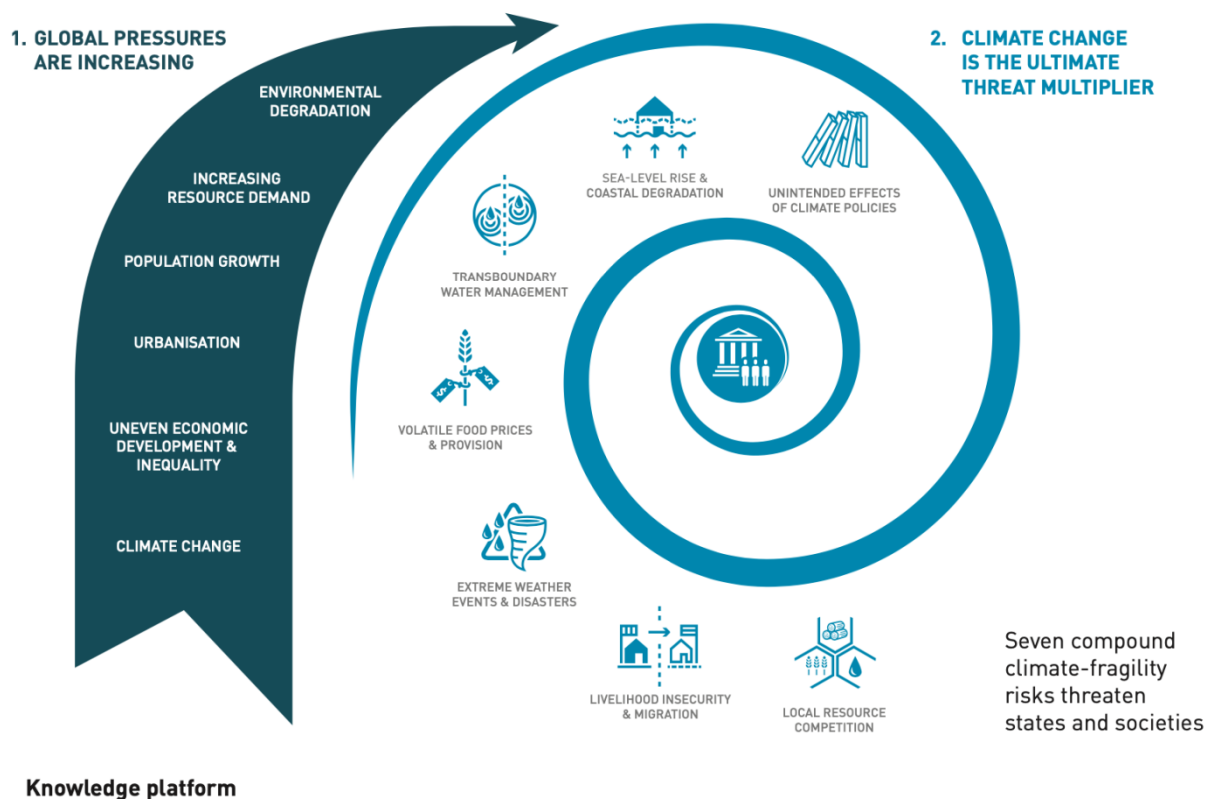 1. GLOBAL PRESSURES
ARE INCREASING
ENVIRONMENTAL
DEGRADATION
INCREASING
RESOURCE DEMAND
POPULATION GROWTH
URBANISATION
UNEVEN ECONOMIC
DEVELOPMENT &
INEQUALITY
CLIMATE CHANGE
2. CLIMATE CHANGE
IS THE ULTIMATE
THREAT MULTIPLIER
SEA-LEVEL RISE &
COASTAL DEGRADATION
UNINTENDED EFFECTS
OF CLIMATE POLICIES
TRANSBOUNDARY
WATER MANAGEMENT
$ $
VOLATILE FOOD PRICES
& PROVISION
EXTREME WEATHER
EVENTS & DISASTERS
LIVELIHOOD INSECURITY
& MIGRATION
LOCAL RESOURCE
COMPETITION
Seven compound
climate-fragility
risks threaten
states and societies
Knowledge platform